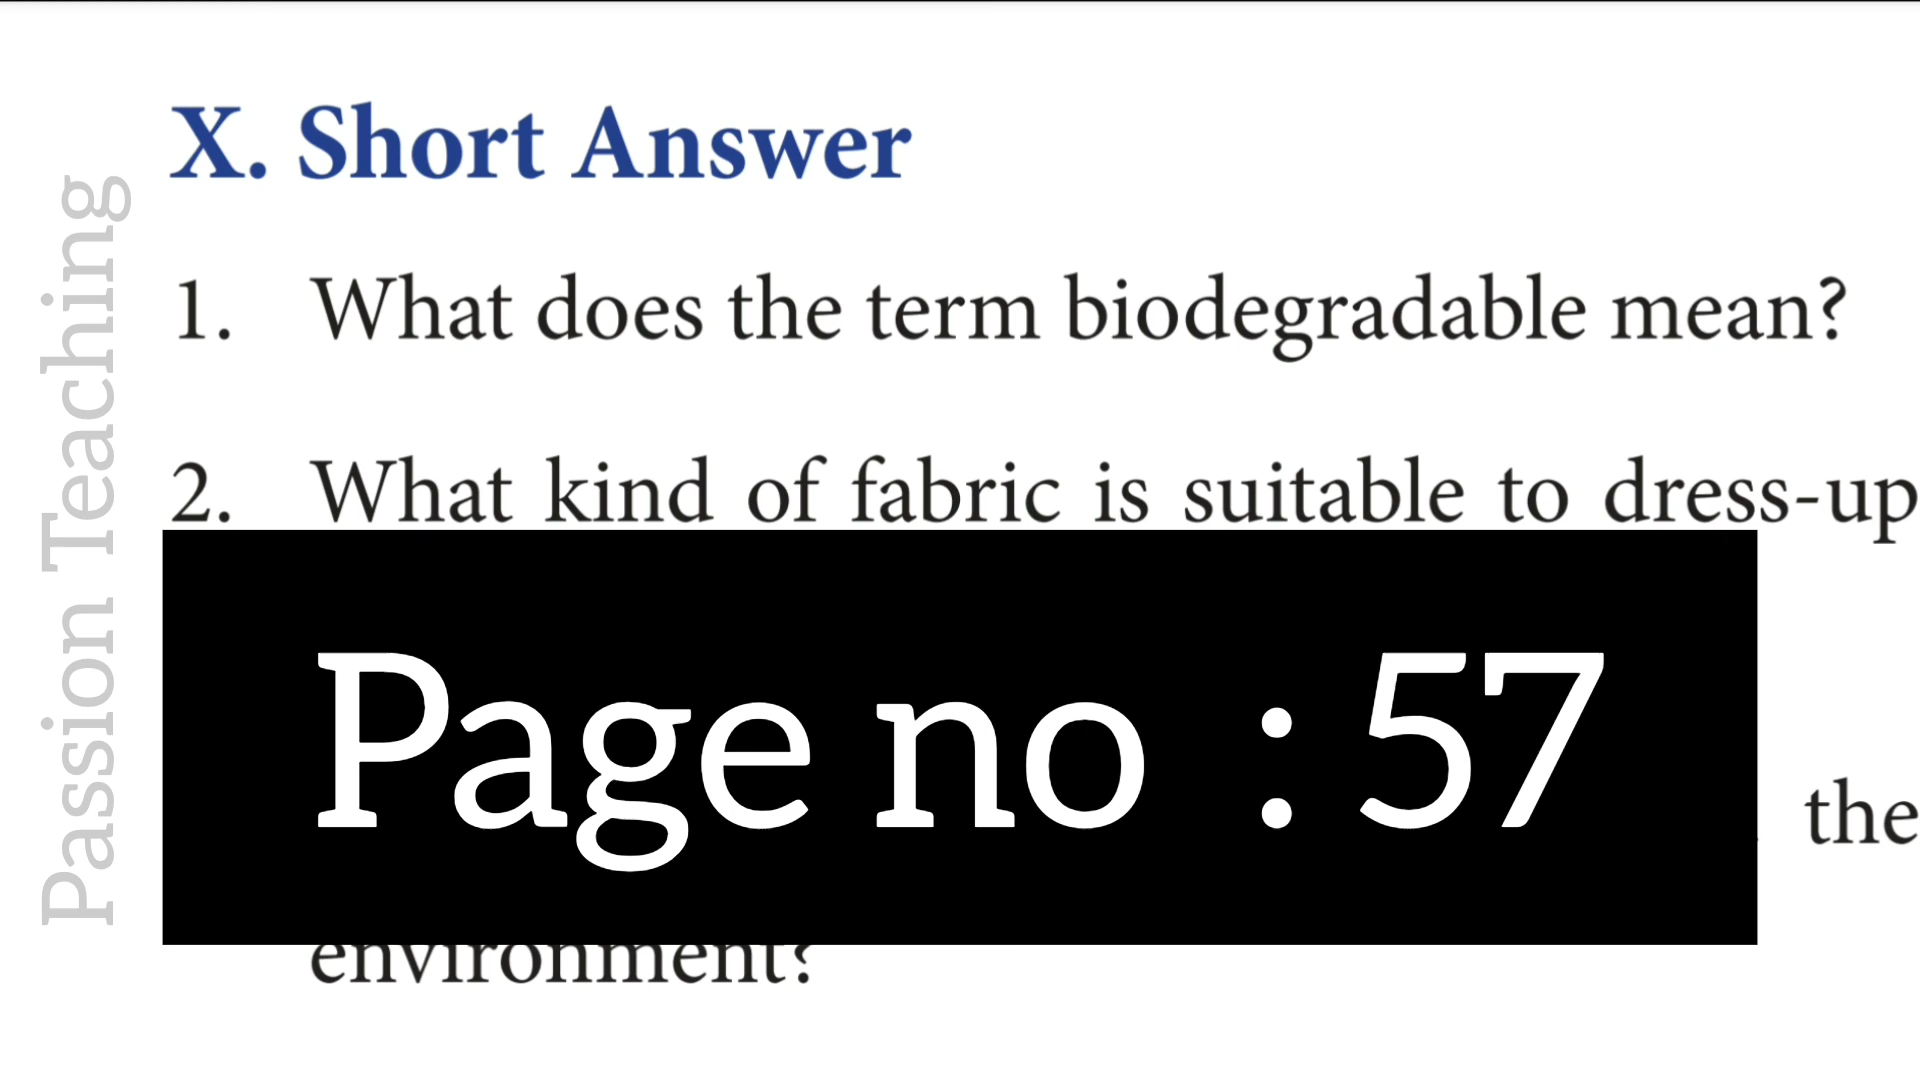 X. Short Answer
1. What does the term biodegradable mean?
2. What kind of fabric is suitable to dress-up
Page no : 57
the
environment?
Passion Teaching